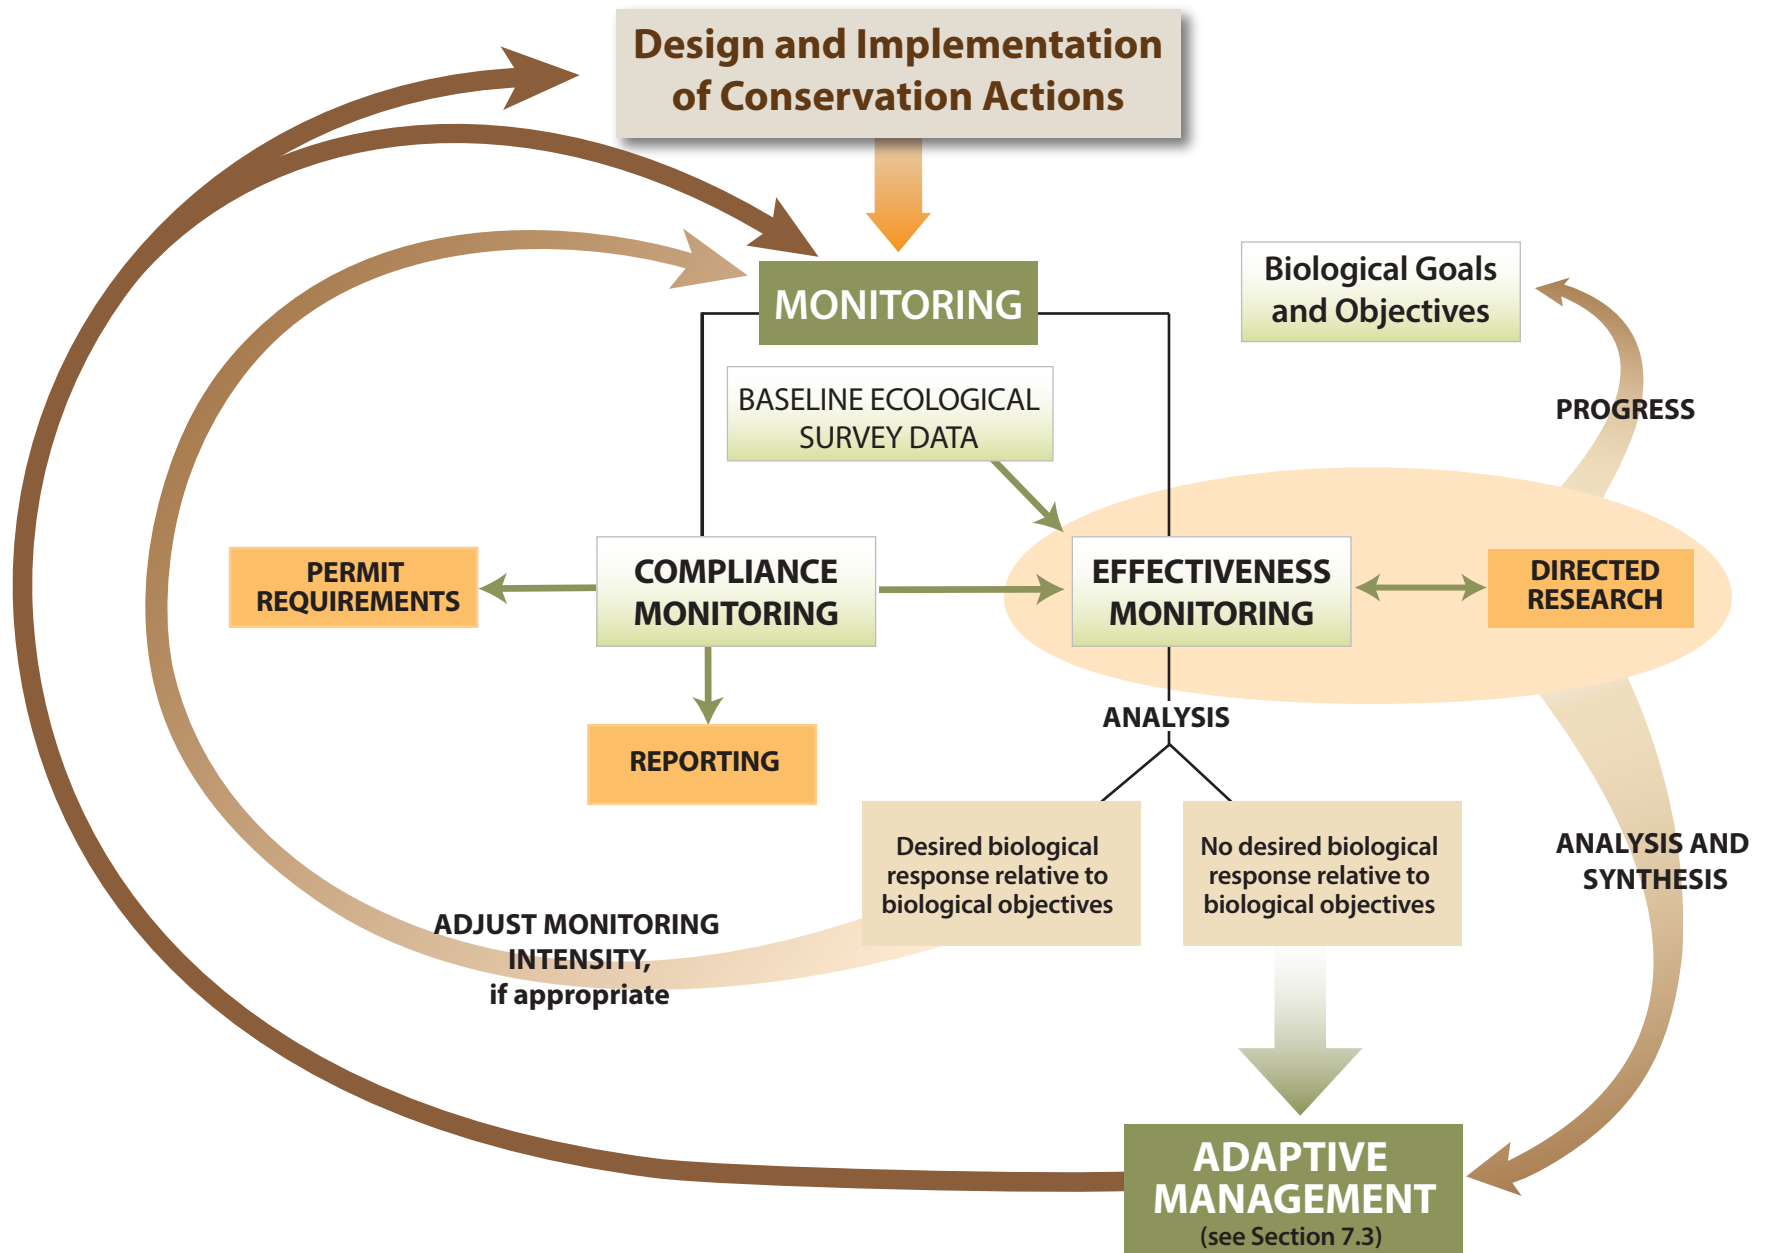 Design and Implementation
of Conservation Actions
MONITORING
Biological Goals
and Objectives
BASELINE ECOLOGICAL
SURVEY DATA
PROGRESS
PERMIT
REQUIREMENTS
COMPLIANCE
MONITORING
EFFECTIVENESS
MONITORING
DIRECTED
RESEARCH
ANALYSIS
REPORTING
Desired biological
response relative to
biological objectives
No desired biological
response relative to
biological objectives
ANALYSIS AND
SYNTHESIS
ADJUST MONITORING
INTENSITY,
if appropriate
ADAPTIVE
MANAGEMENT
(see Section 7.3)